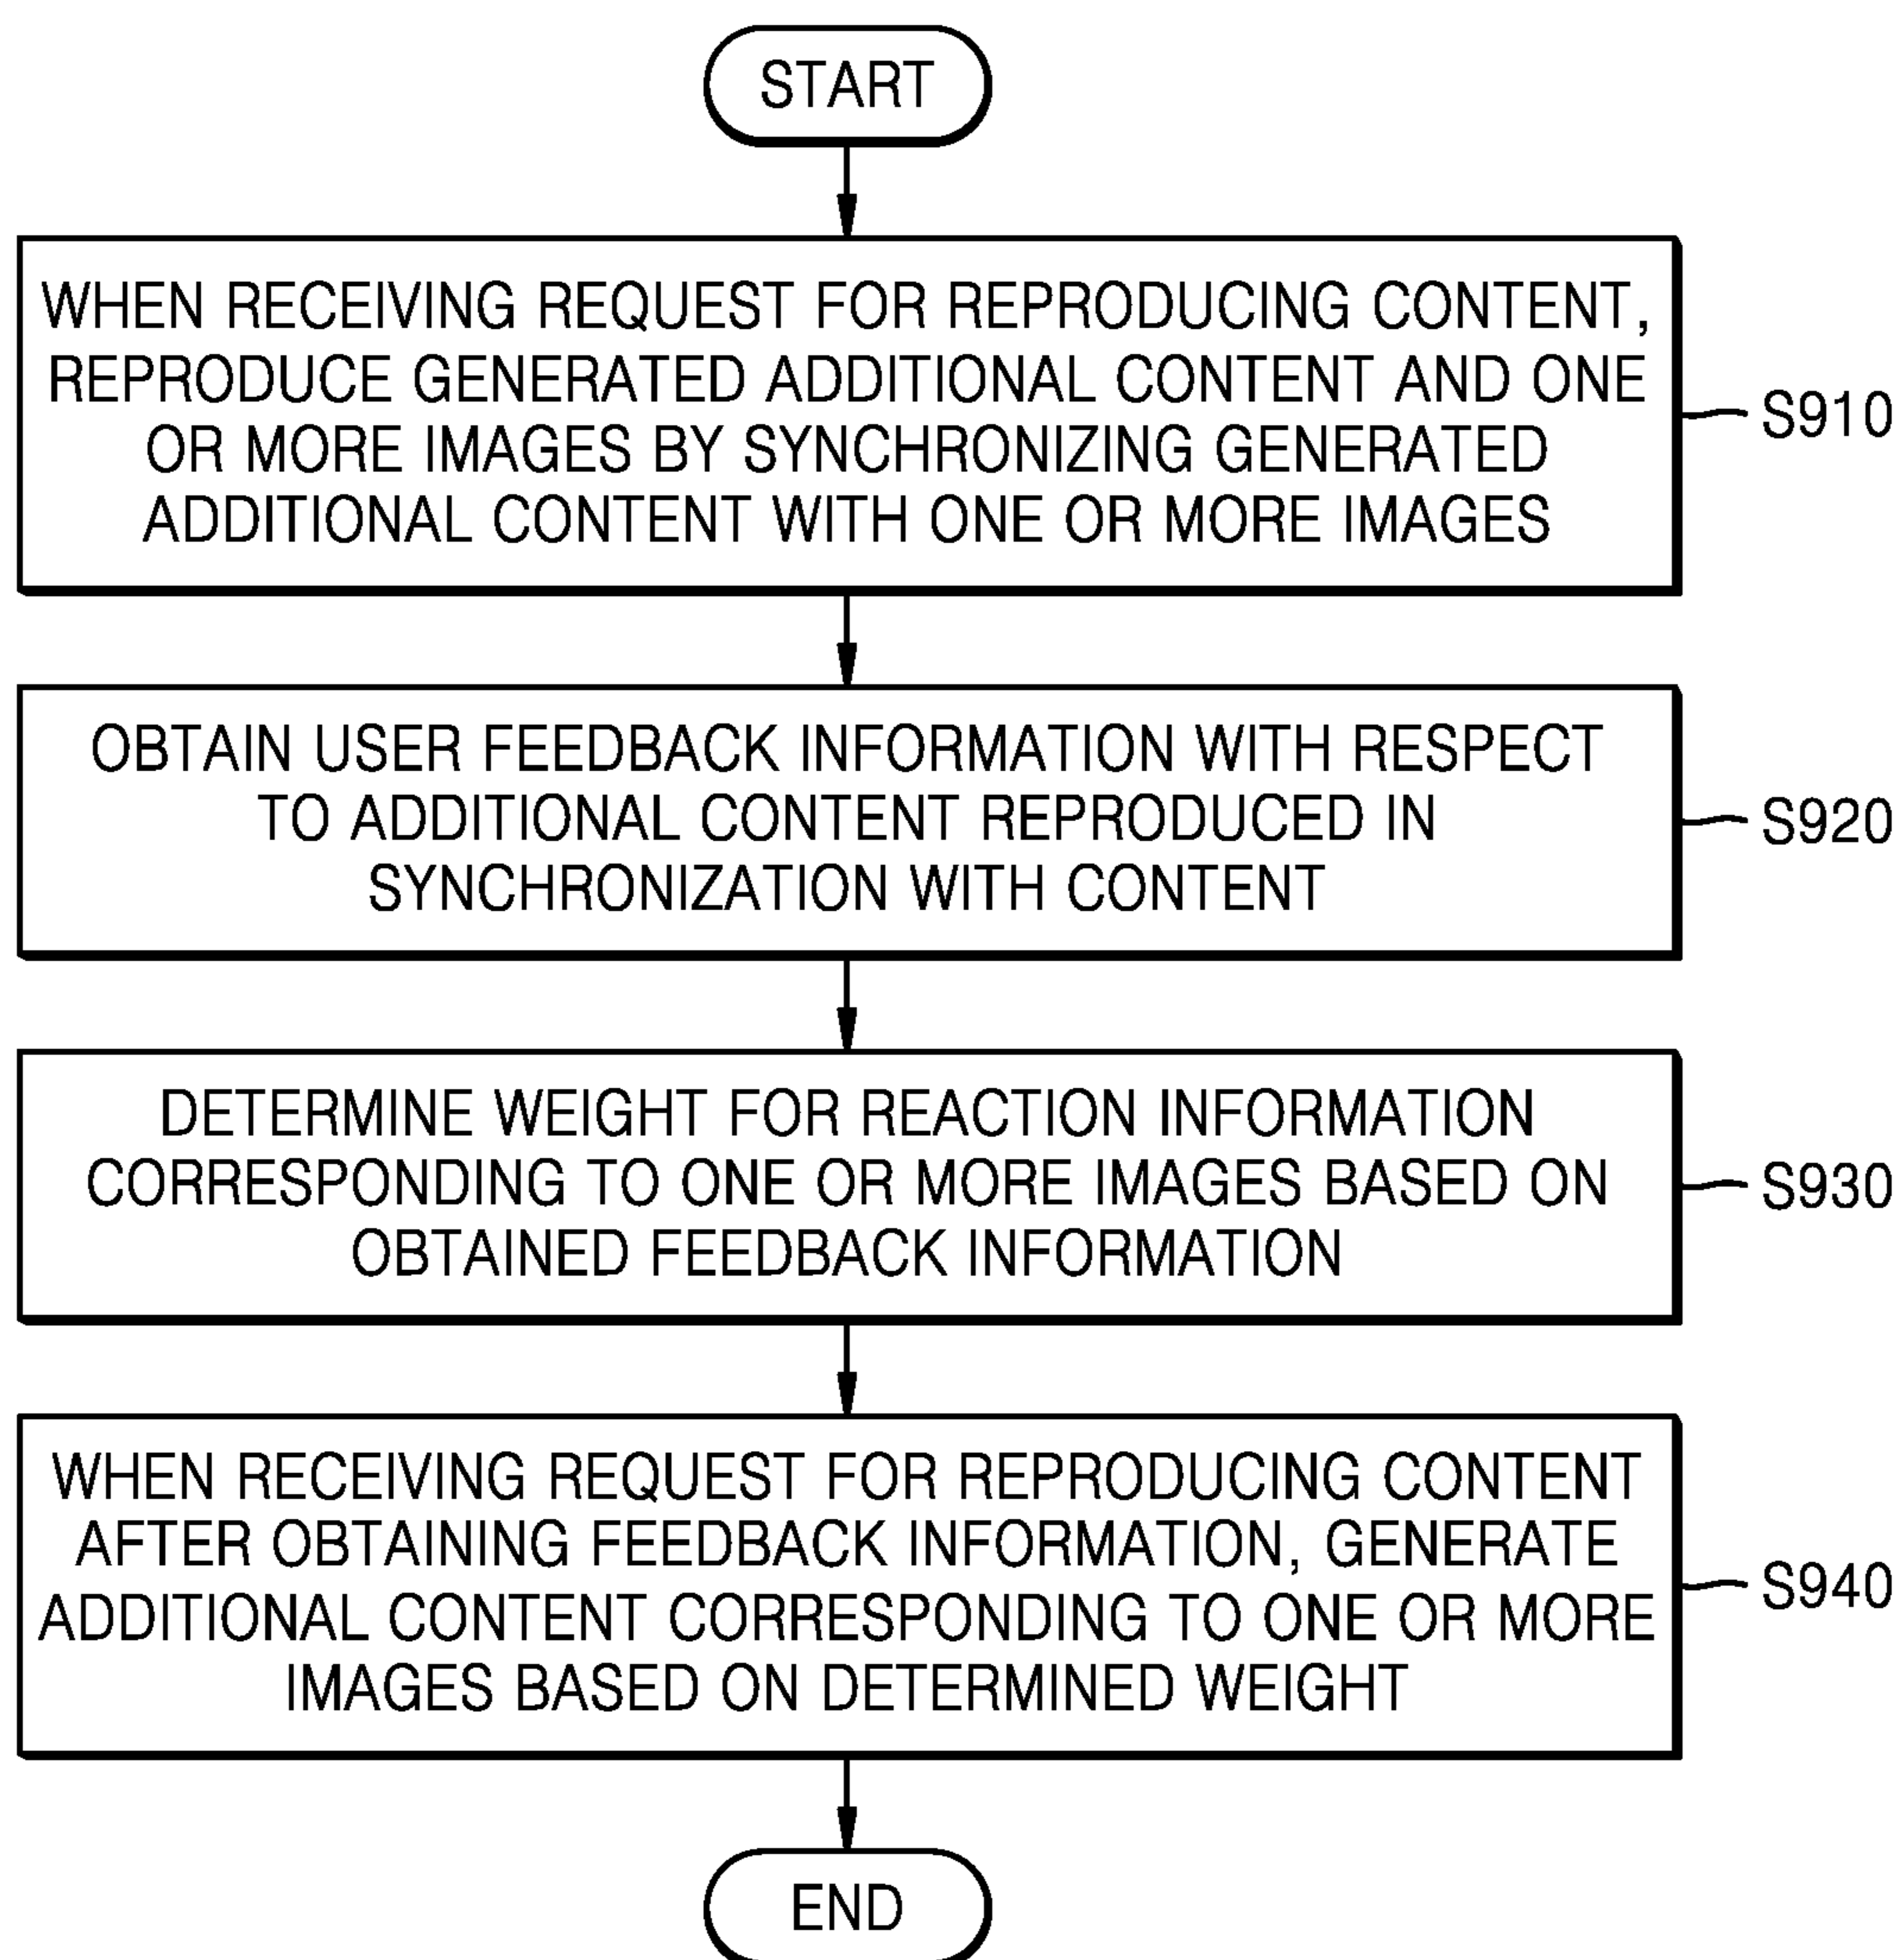 START
WHEN RECEIVING REQUEST FOR REPRODUCING CONTENT,
REPRODUCE GENERATED ADDITIONAL CONTENT AND ONE
OR MORE IMAGES BY SYNCHRONIZING GENERATED
ADDITIONAL CONTENT WITH ONE OR MORE IMAGES
S910
OBTAIN USER FEEDBACK INFORMATION WITH RESPECT
TO ADDITIONAL CONTENT REPRODUCED IN
SYNCHRONIZATION WITH CONTENT
S920
DETERMINE WEIGHT FOR REACTION INFORMATION
CORRESPONDING TO ONE OR MORE IMAGES BASED ON
OBTAINED FEEDBACK INFORMATION
S930
WHEN RECEIVING REQUEST FOR REPRODUCING CONTENT
AFTER OBTAINING FEEDBACK INFORMATION, GENERATE
ADDITIONAL CONTENT CORRESPONDING TO ONE OR MORE
IMAGES BASED ON DETERMINED WEIGHT
S940
END